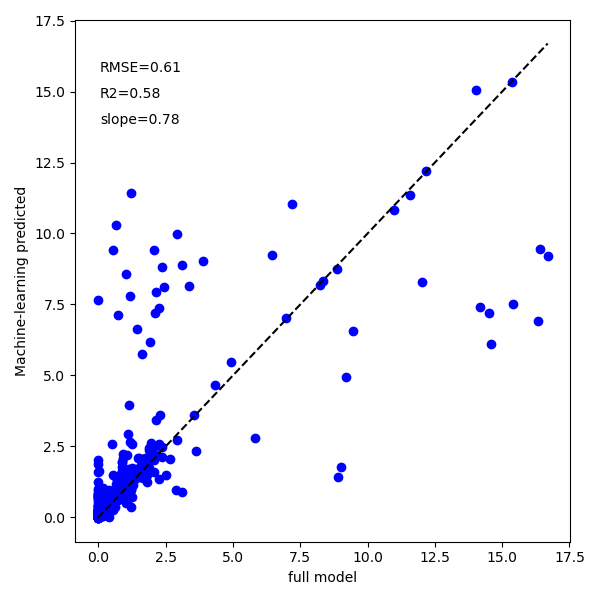 17.5
15.0
12.5
10.0
7.5
5.0
2.5
0.0
Machine-learning predicted
RMSE=0.61
R2=0.58
slope=0.78
0.0 2.5 5.0 7.5 10.0 12.5 15.0 17.5
full model